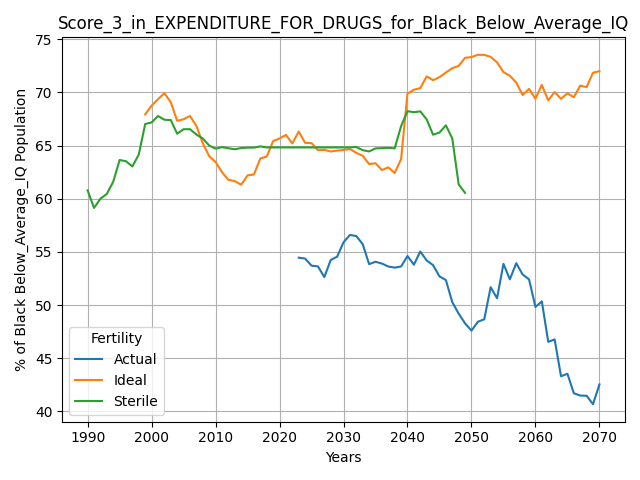 Score_3_in_EXPENDITURE_FOR_DRUGS_for_Black_Below_Average_IQ
% of Black Below_Average_IQ Population
75
70
65
60
55
50
45
40
Fertility
Actual
Ideal
Sterile
1990 2000 2010 2020 2030 2040 2050 2060 2070
Years